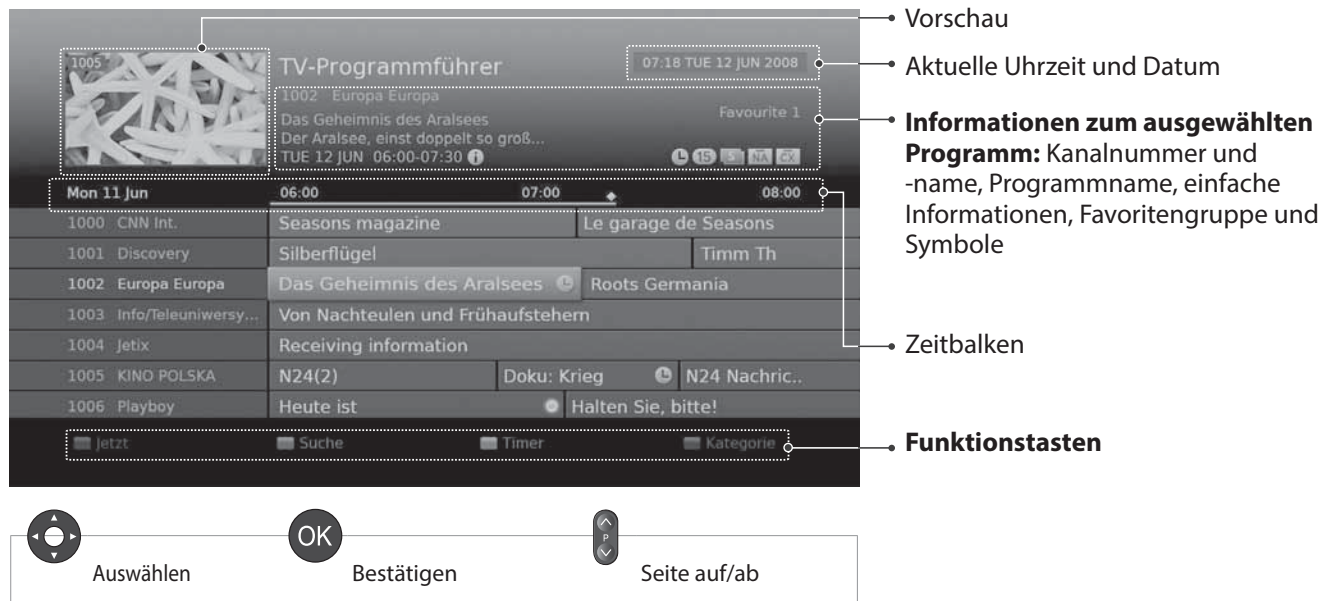 Vorschau
1005
TV-Programmführer
07:18 TUE 12 JUN 2008
Aktuelle Uhrzeit und Datum
1002 Europa Europa
Favourite 1
Das Geheimnis des Aralsees
Der Aralsee, einst doppelt so groß...
TUE 12 JUN 06:00-07:30
15 S NA CX
Informationen zum ausgewählten
Programm: Kanalnummer und
-name, Programmname, einfache
Informationen, Favoritengruppe und
Symbole
Mon 11 Jun 06:00 07:00 08:00
1000 CNN Int. Seasons magazine Le garage de Seasons
1001 Discovery Silberflügel Timm Th
1002 Europa Europa Das Geheimnis des Aralsees Roots Germania
1003 Info/Teleuniwersy... Von Nachteulen und Frühaufstehern
1004 Jetix Receiving information
Zeitbalken
1005 KINO POLSKA N24(2) Doku: Krieg N24 Nachric..
1006 Playboy Heute ist Halten Sie, bitte!
Jetzt Suche Timer Kategorie
Funktionstasten
OK P
Auswählen Bestätigen Seite auf/ab